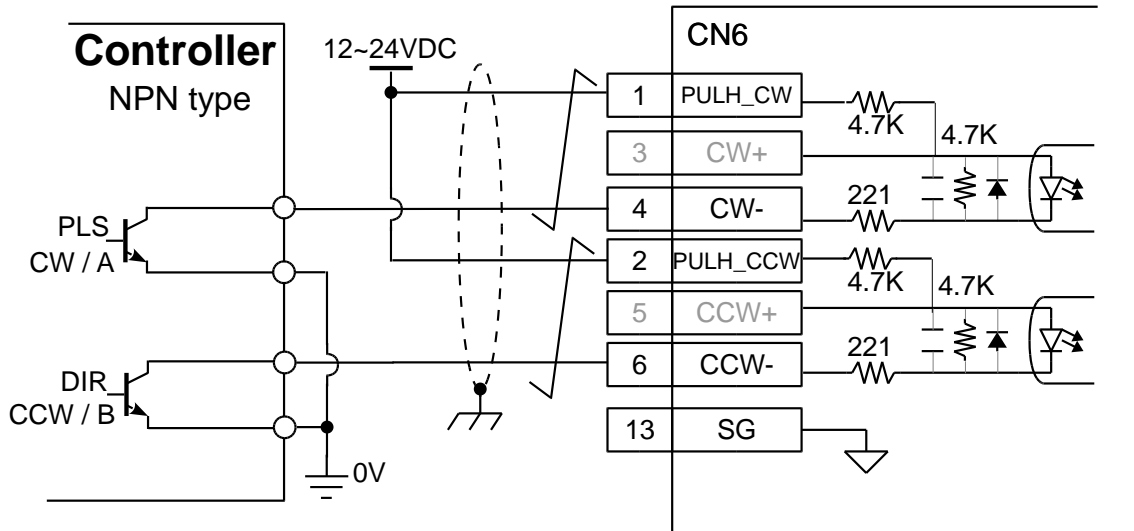 Controller
NPN type
12~24VDC
CN6
1 PULH_CW
4.7K
4.7K
3 CW+
221
4 CW-
PLS
CW / A
2 PULH_CCW
4.7K
4.7K
5 CCW+
221
6 CCW-
DIR
CCW / B
13 SG
0V